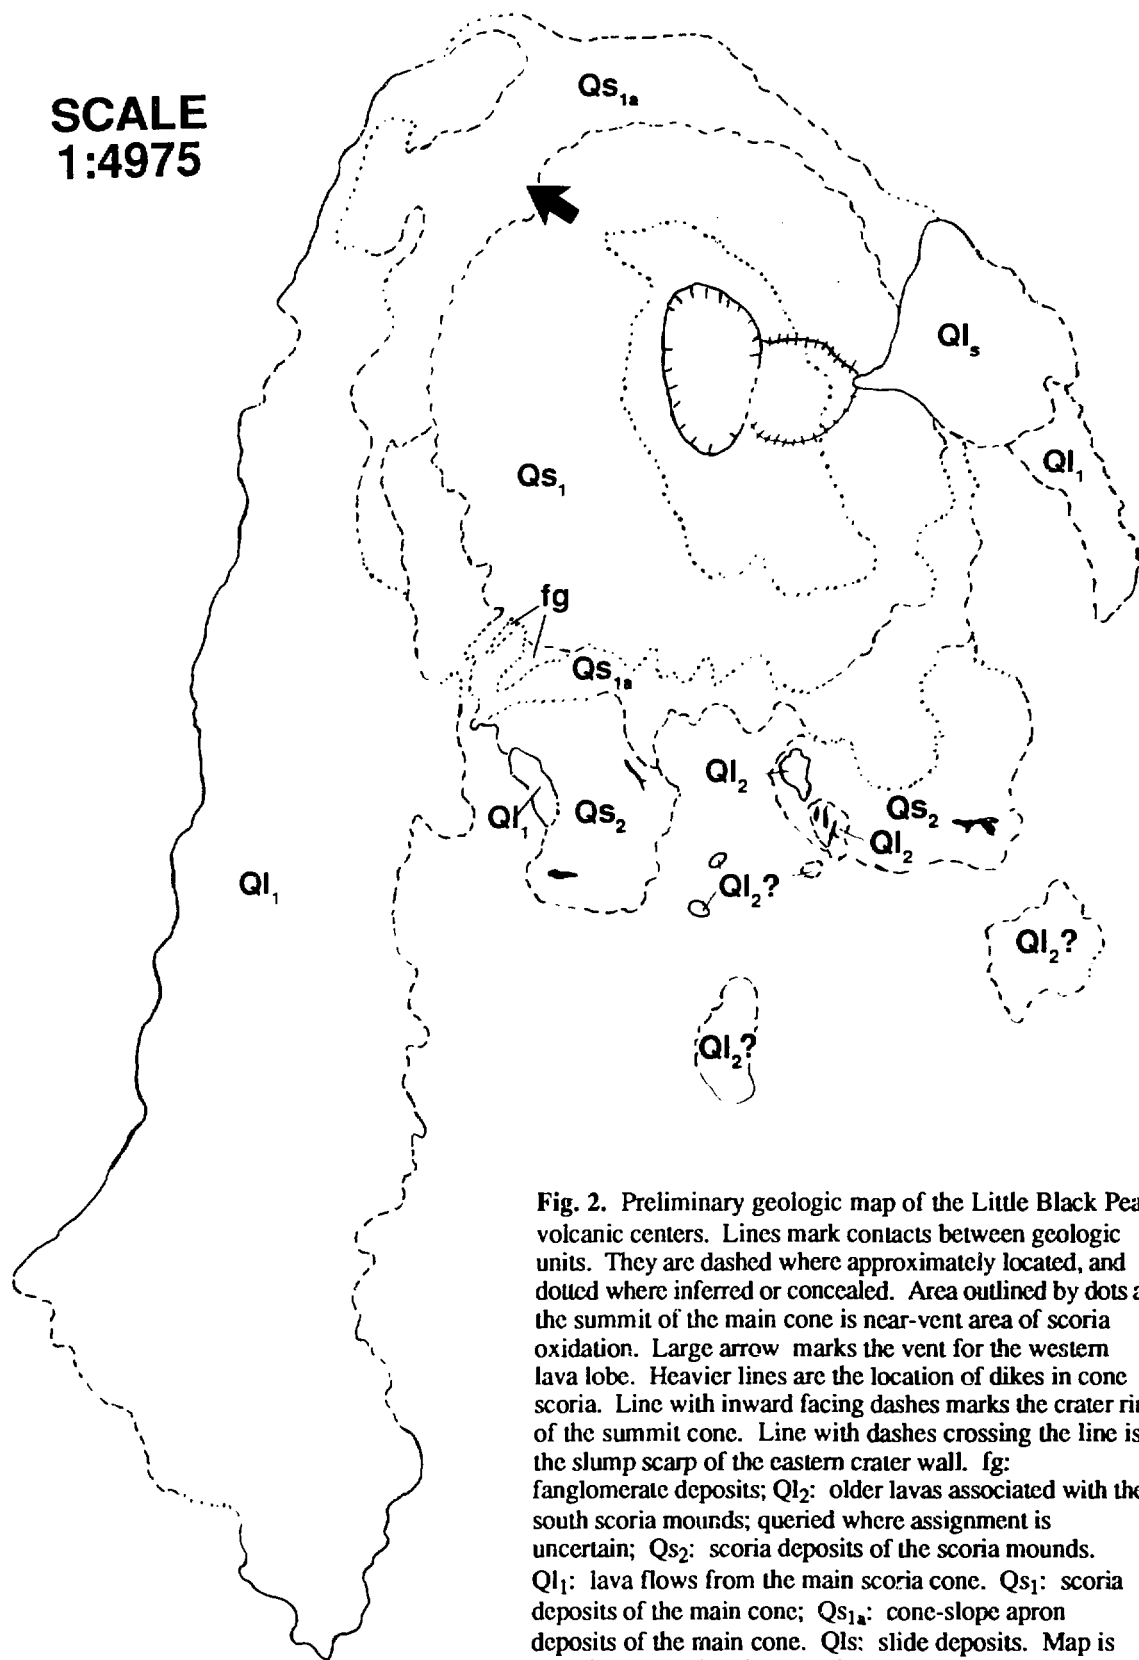 SCALE
1:4975
Qs1a
Qls
Ql1
Qs1
fg
Qs1a
Ql2
Ql1
Qs2
Qs2
Ql2
Ql1
Ql2?
Ql2?
Ql2?
Fig. 2. Preliminary geologic map of the Little Black Pea
volcanic centers. Lines mark contacts between geologic
units. They are dashed where approximately located, and
dotted where inferred or concealed. Area outlined by dots a
the summit of the main cone is near-vent area of scoria
oxidation. Large arrow marks the vent for the western
lava lobe. Heavier lines are the location of dikes in cone
scoria. Line with inward facing dashes marks the crater rin
of the summit cone. Line with dashes crossing the line is
the slump scarp of the eastern crater wall. fg:
fanglomerate deposits; Ql2: older lavas associated with the
south scoria mounds; queried where assignment is
uncertain; Qs2: scoria deposits of the scoria mounds.
Ql1: lava flows from the main scoria cone. Qs1: scoria
deposits of the main cone; Qs1a: cone-slope apron
deposits of the main cone. Qls: slide deposits. Map is